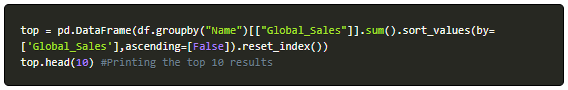 top = pd.DataFrame(df.groupby("Name")[["Global_Sales"]].sum().sort_values(by=
['Global_Sales'],ascending=[False]).reset_index())
top.head(10) #Printing the top 10 results